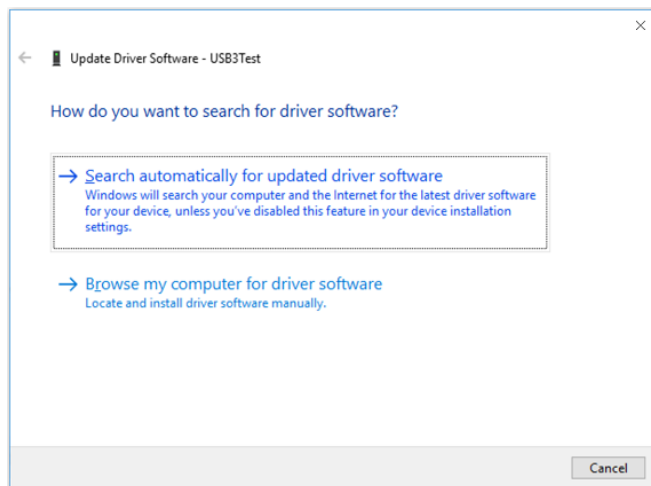 Update Driver Software - USB3Test
How do you want to search for driver software?
Search automatically for updated driver software
Windows will search your computer and the Internet for the latest driver software
for your device, unless you've disabled this feature in your device installation
settings.
Browse my computer for driver software
Locate and install driver software manually.
Cancel